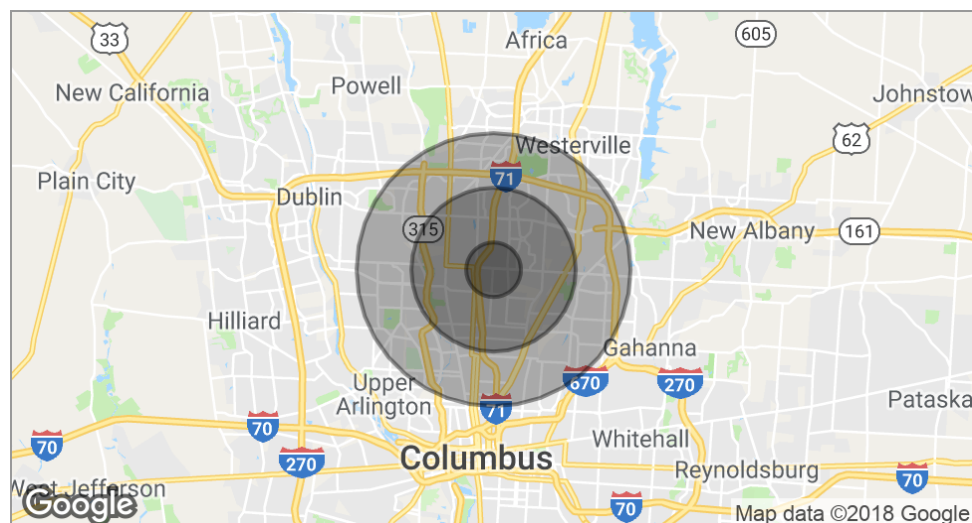 33
Africa
605
New California
Powell
Johnstow
62
Westerville
71
Plain City
Dublin
315
New Albany
161
Hilliard
Gahanna
670
270
Upper
Arlington
71
70
70
Pataska
Whitehall
270
Columbus
Reynoldsburg
70
West Jefferson
70
Google
Map data ©2018 Google